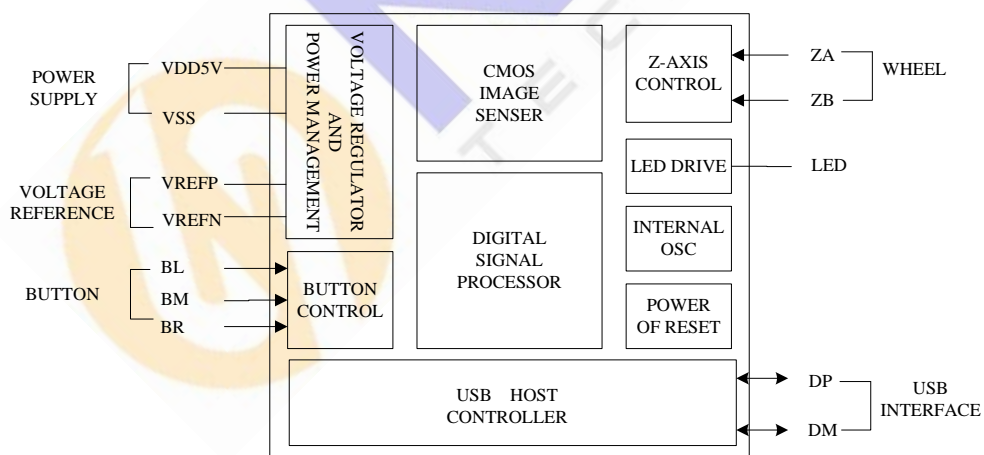 POWER
SUPPLY
VDD5V
VSS
VOLTAGE
REFERENCE
VREFP
VREFN
BUTTON
BL
BM
BR
VOLTAGE REGULATOR
AND
POWER MANAGEMENT
BUTTON
CONTROL
CMOS
IMAGE
SENSER
DIGITAL
SIGNAL
PROCESSOR
Z-AXIS
CONTROL
LED DRIVE
INTERNAL
OSC
POWER
OF RESET
USB HOST
CONTROLLER
ZA
ZB
WHEEL
LED
DP
DM
USB
INTERFACE
T E C